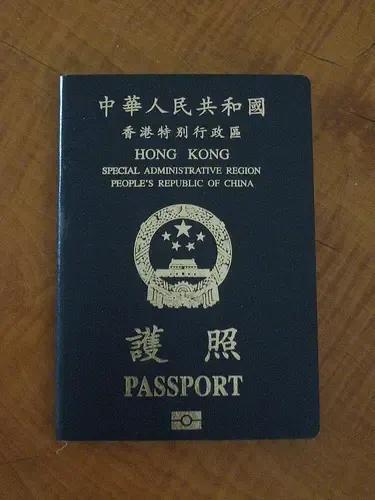 中華人民共和國
香港特別行政區
HONG KONG
SPECIAL ADMINISTRATIVE REGION
PEOPLE'S REPUBLIC OF CHINA
護照
PASSPORT